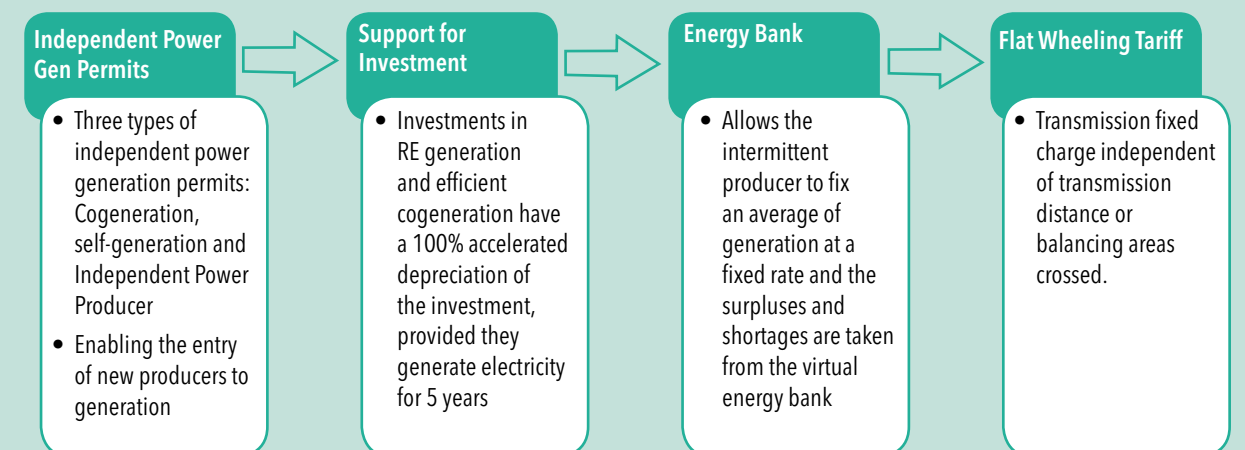 Independent Power
Gen Permits
• Three types of
independent power
generation permits:
Cogeneration,
self-generation and
Independent Power
Producer
• Enabling the entry
of new producers to
generation
Support for
Investment
• Investments in
RE generation
and efficient
cogeneration have
a 100% accelerated
depreciation of
the investment,
provided they
generate electricity
for 5 years
Energy Bank
• Allows the
intermittent
producer to fix
an average of
generation at a
fixed rate and the
surpluses and
shortages are taken
from the virtual
energy bank
Flat Wheeling Tariff
• Transmission fixed
charge independent
of transmission
distance or
balancing areas
crossed.